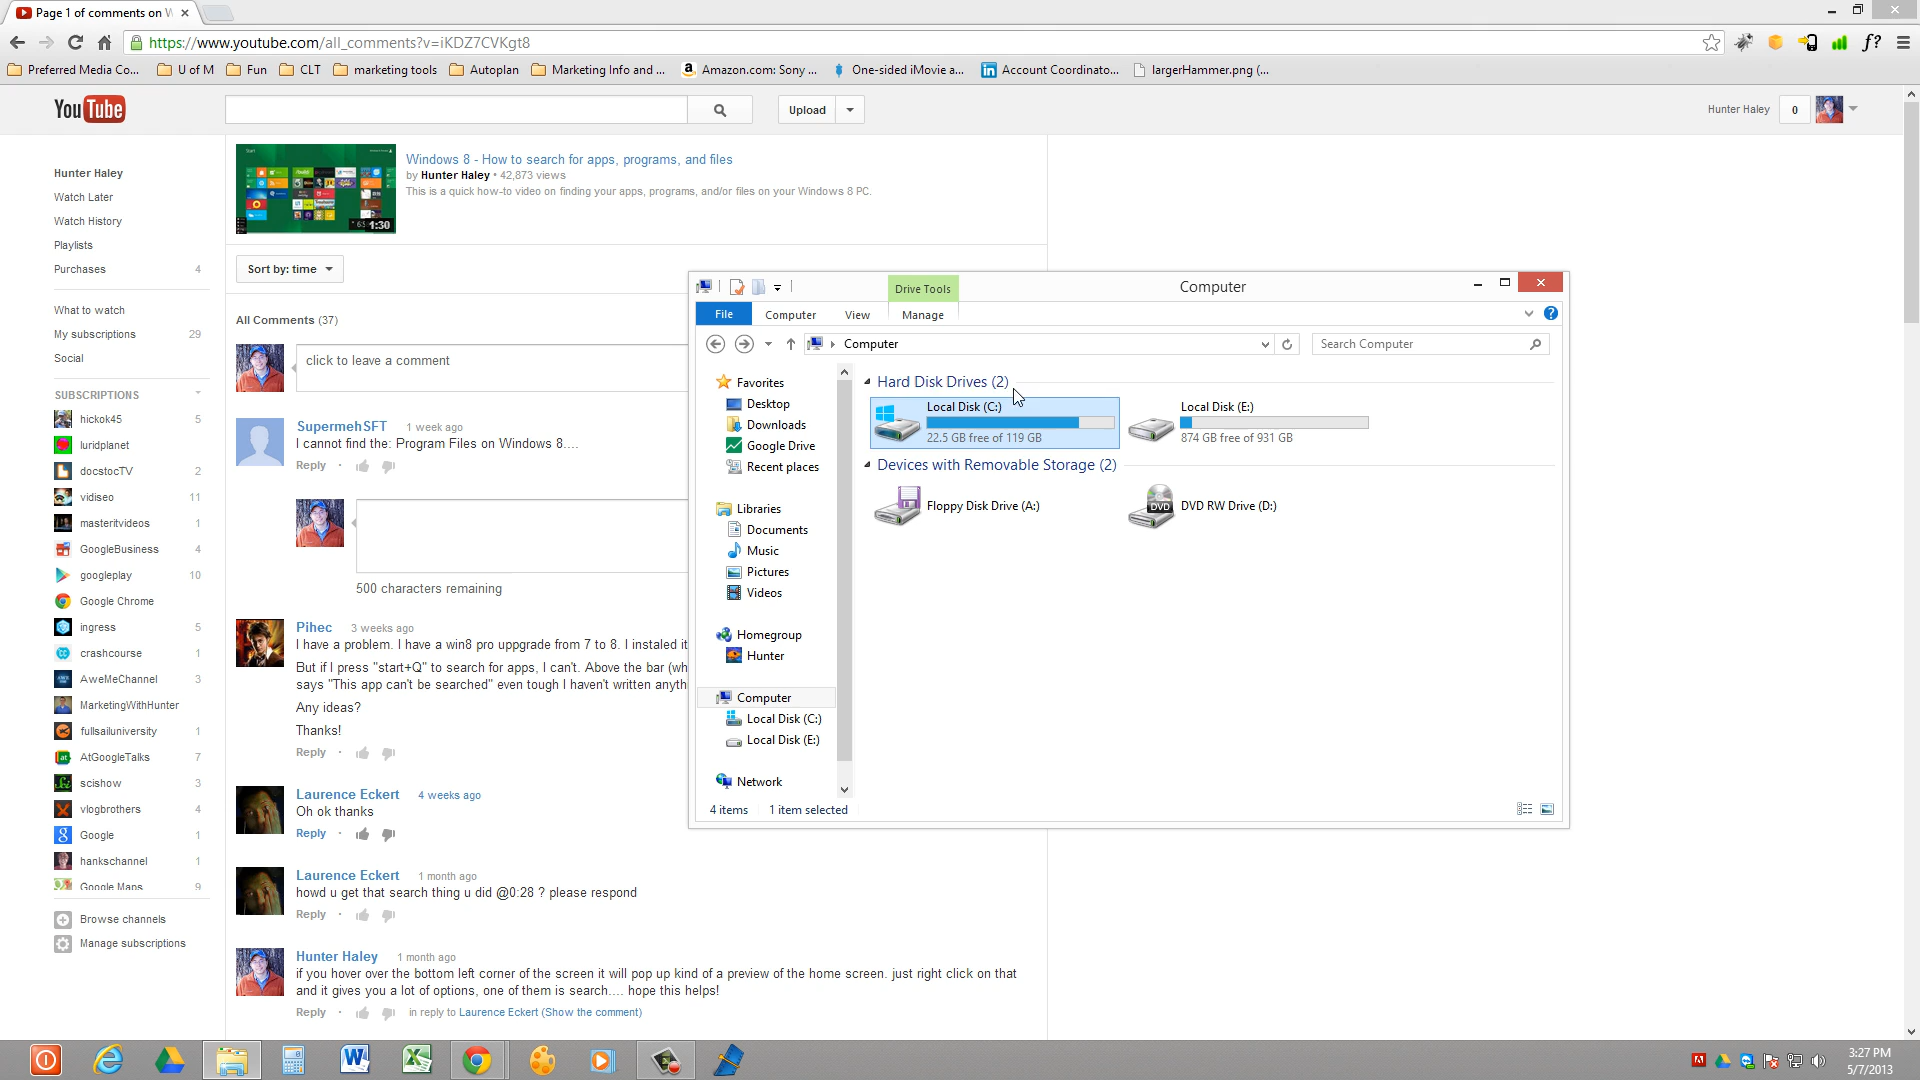 Page 1 of comments on W
https://www.youtube.com/all_comments?v=iKDZ7CVKgt8
Preferred Media Co... U of M Fun CLT marketing tools Autoplan Marketing Info and ... Amazon.com: Sony ... One-sided iMovie a... Account Coordinato... largerHammer.png (...
YouTube Upload Hunter Haley 0
Hunter Haley
Watch Later
Watch History
Playlists
Purchases 4
What to watch
My subscriptions 29
Social
SUBSCRIPTIONS
hickok45 5
luridplanet
docstocTV 2
vidiseo 11
masteritvideos 1
GoogleBusiness 4
googleplay 10
Google Chrome
ingress 5
crashcourse 1
AweMeChannel 3
MarketingWithHunter
fullsailuniversity 1
AtGoogleTalks 7
scishow 3
vlogbrothers 4
Google 1
hankschannel 1
Google Maps 9
Browse channels
Manage subscriptions
1:30
Windows 8 - How to search for apps, programs, and files
by Hunter Haley • 42,873 views
This is a quick how-to video on finding your apps, programs, and/or files on your Windows 8 PC.
Sort by: time
All Comments (37)
click to leave a comment
SupermehSFT 1 week ago
I cannot find the: Program Files on Windows 8....
Reply
500 characters remaining
Pihec 3 weeks ago
I have a problem. I have a win8 pro uppgrade from 7 to 8. I instaled it
But if I press "start+Q" to search for apps, I can't. Above the bar (wh
says "This app can't be searched" even tough I haven't written anyth
Any ideas?
Thanks!
Reply
Laurence Eckert 4 weeks ago
Oh ok thanks
Reply
Laurence Eckert 1 month ago
howd u get that search thing u did @0:28 ? please respond
Reply
Hunter Haley 1 month ago
if you hover over the bottom left corner of the screen it will pop up kind of a preview of the home screen. just right click on that
and it gives you a lot of options, one of them is search.... hope this helps!
Reply in reply to Laurence Eckert (Show the comment)
Drive Tools Computer
File Computer View Manage
Computer Search Computer
Favorites
Desktop
Downloads
Google Drive
Recent places
Libraries
Documents
Music
Pictures
Videos
Homegroup
Hunter
Computer
Local Disk (C:)
Local Disk (E:)
Network
Hard Disk Drives (2)
Local Disk (C:)
22.5 GB free of 119 GB
Local Disk (E:)
874 GB free of 931 GB
Devices with Removable Storage (2)
Floppy Disk Drive (A:)
DVD RW Drive (D:)
4 items 1 item selected
3:27 PM
5/7/2013